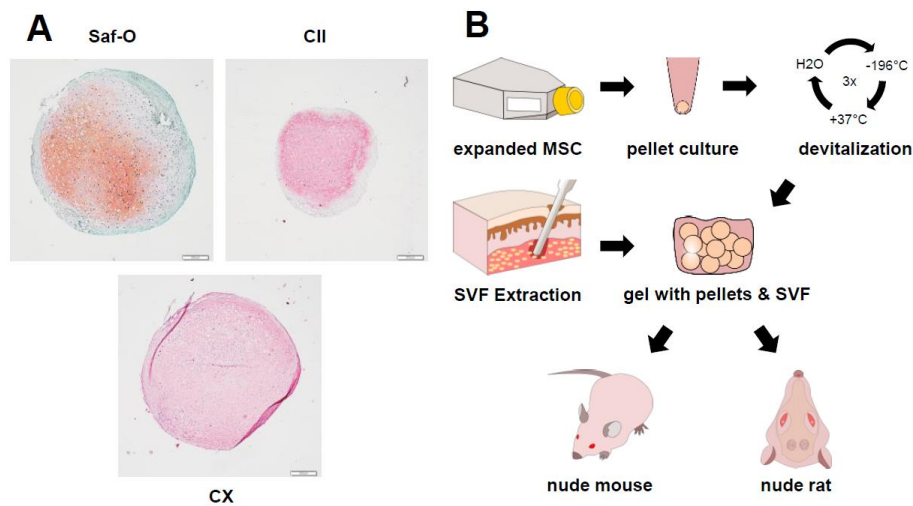 A
Saf-O
CII
CX
B
H2O
-196°C
3x
+37°C
expanded MSC
pellet culture
devitalization
SVF Extraction
gel with pellets & SVF
nude mouse
nude rat